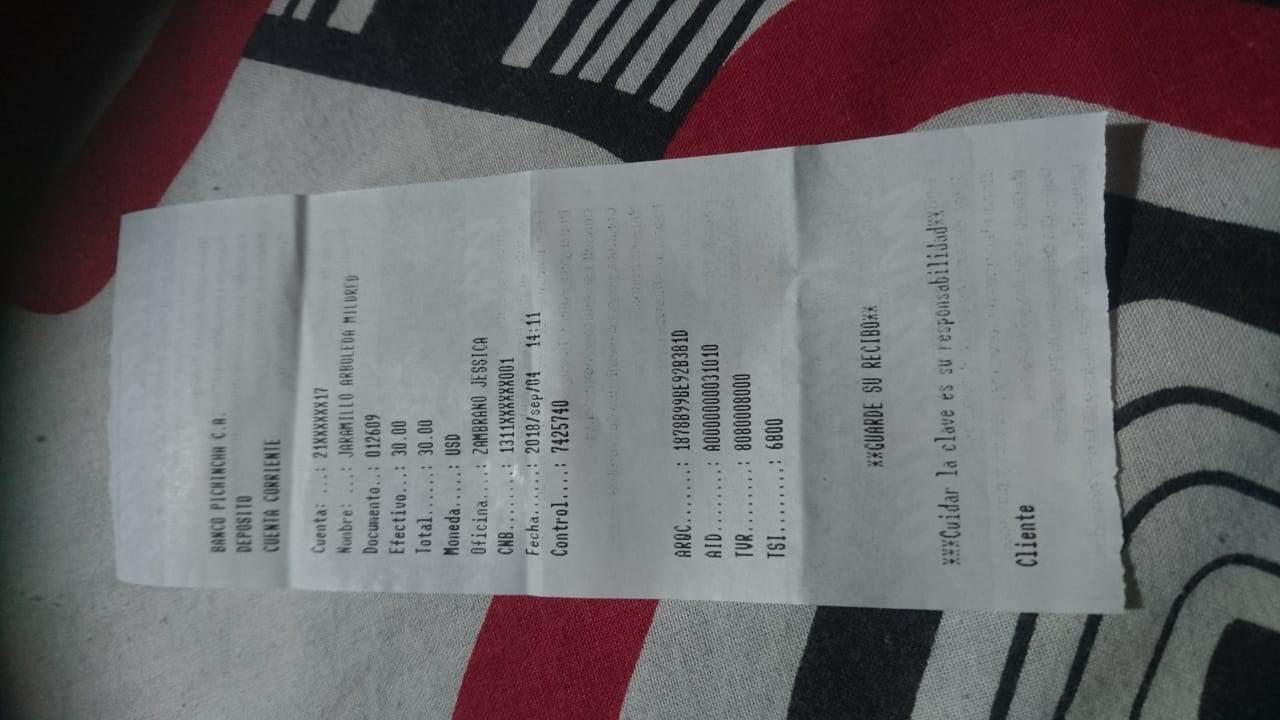 BANCO PICHINCHA C.A.
DEPOSITO
CUENTA CORRIENTE
Cuenta: ...: 21XXXXXX17
Nombre: ...: JARAMILLO ARBOLEDA MILDRED
Documento..: 012609
Efectivo...: 30.00
Total......: 30.00
Moneda.....: USD
Oficina....: ZAMBRANO JESSICA
CNB........: 1311XXXXXX001
Fecha......: 2018/sep/04 14:11
Control....: 7425740
ARQC.......: 1878B99BE92B381D
AID........: A0000000031010
TVR........: 8080008000
TSI........: 6800
**GUARDE SU RECIBO**
***Cuidar la clave es su responsabilidad**
Cliente